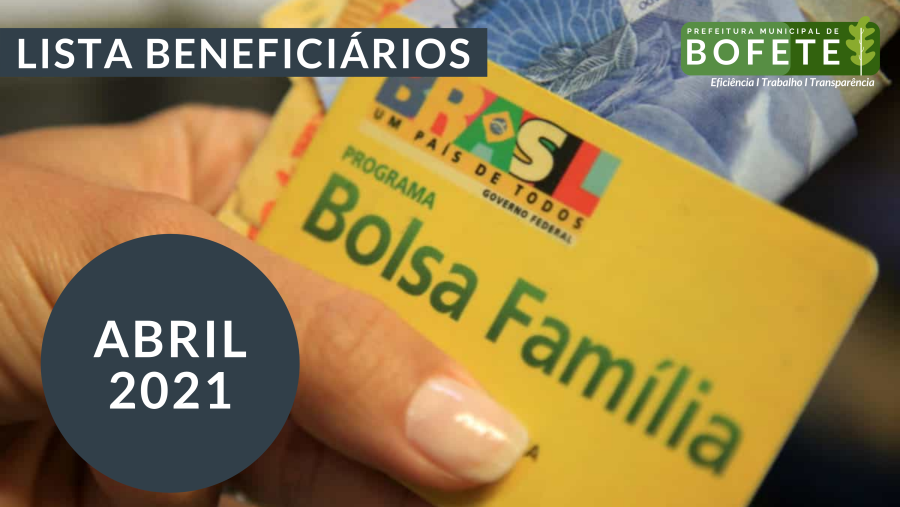 LISTA BENEFICIÁRIOS
PREFEITURA MUNICIPAL DE
BOFETE
Eficiência I Trabalho I Transparência
BRASIL
UM PAÍS DE TODOS
GOVERNO FEDERAL
PROGRAMA
Bolsa Família
ABRIL
2021